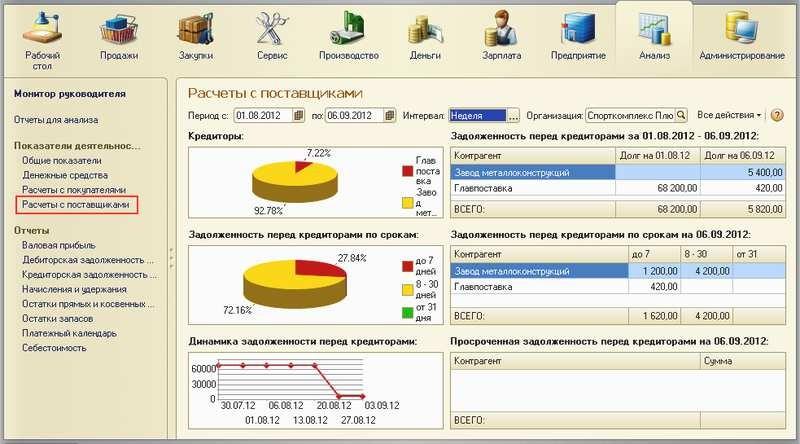 Рабочий стол
Продажи
Закупки
Сервис
Производство
Деньги
Зарплата
Предприятие
Анализ
Администрирование
Монитор руководителя
Отчеты для анализа
Показатели деятельнос...
Общие показатели
Денежные средства
Расчеты с покупателями
Расчеты с поставщиками
Отчеты
Валовая прибыль
Дебиторская задолженность ...
Кредиторская задолженность ...
Начисления и удержания
Остатки прямых и косвенных ...
Остатки запасов
Платежный календарь
Себестоимость
Расчеты с поставщиками
Период с: 01.08.2012 по: 06.09.2012 Интервал: Неделя ... Организация: Спорткомплекс Плю Все действия ?
Кредиторы:
7.22%
92.78%
Глав
поста
вка
Заво
д
мет...
Задолженность перед кредиторами за 01.08.2012 - 06.09.2012:
Контрагент Долг на 01.08.12 Долг на 06.09.12
Завод металлоконструкций 5 400,00
Главпоставка 68 200,00 420,00
ВСЕГО: 68 200,00 5 820,00
Задолженность перед кредиторами по срокам:
27.84%
72.16%
до 7
дней
8 - 30
дней
от 31
дня
Задолженность перед кредиторами по срокам на 06.09.2012:
Контрагент до 7 8 - 30 от 31
Завод металлоконструкций 1 200,00 4 200,00
Главпоставка 420,00
ВСЕГО: 1 620,00 4 200,00
Динамика задолженности перед кредиторами:
60000
30000
0
30.07.12 06.08.12 20.08.12 03.09.12
01.08.12 13.08.12 27.08.12
Просроченная задолженность перед кредиторами на 06.09.2012:
Контрагент Сумма
ВСЕГО: